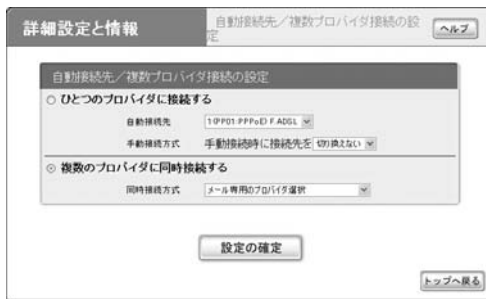 詳細設定と情報
自動接続先／複数プロバイダ接続の設
定
ヘルプ
自動接続先／複数プロバイダ接続の設定
ひとつのプロバイダに接続する
自動接続先 1(PP01:PPPoE) F.ADSL
手動接続方式 手動接続時に接続先を 切り換えない
複数のプロバイダに同時接続する
同時接続方式 メール専用のプロバイダ選択
設定の確定
トップへ戻る